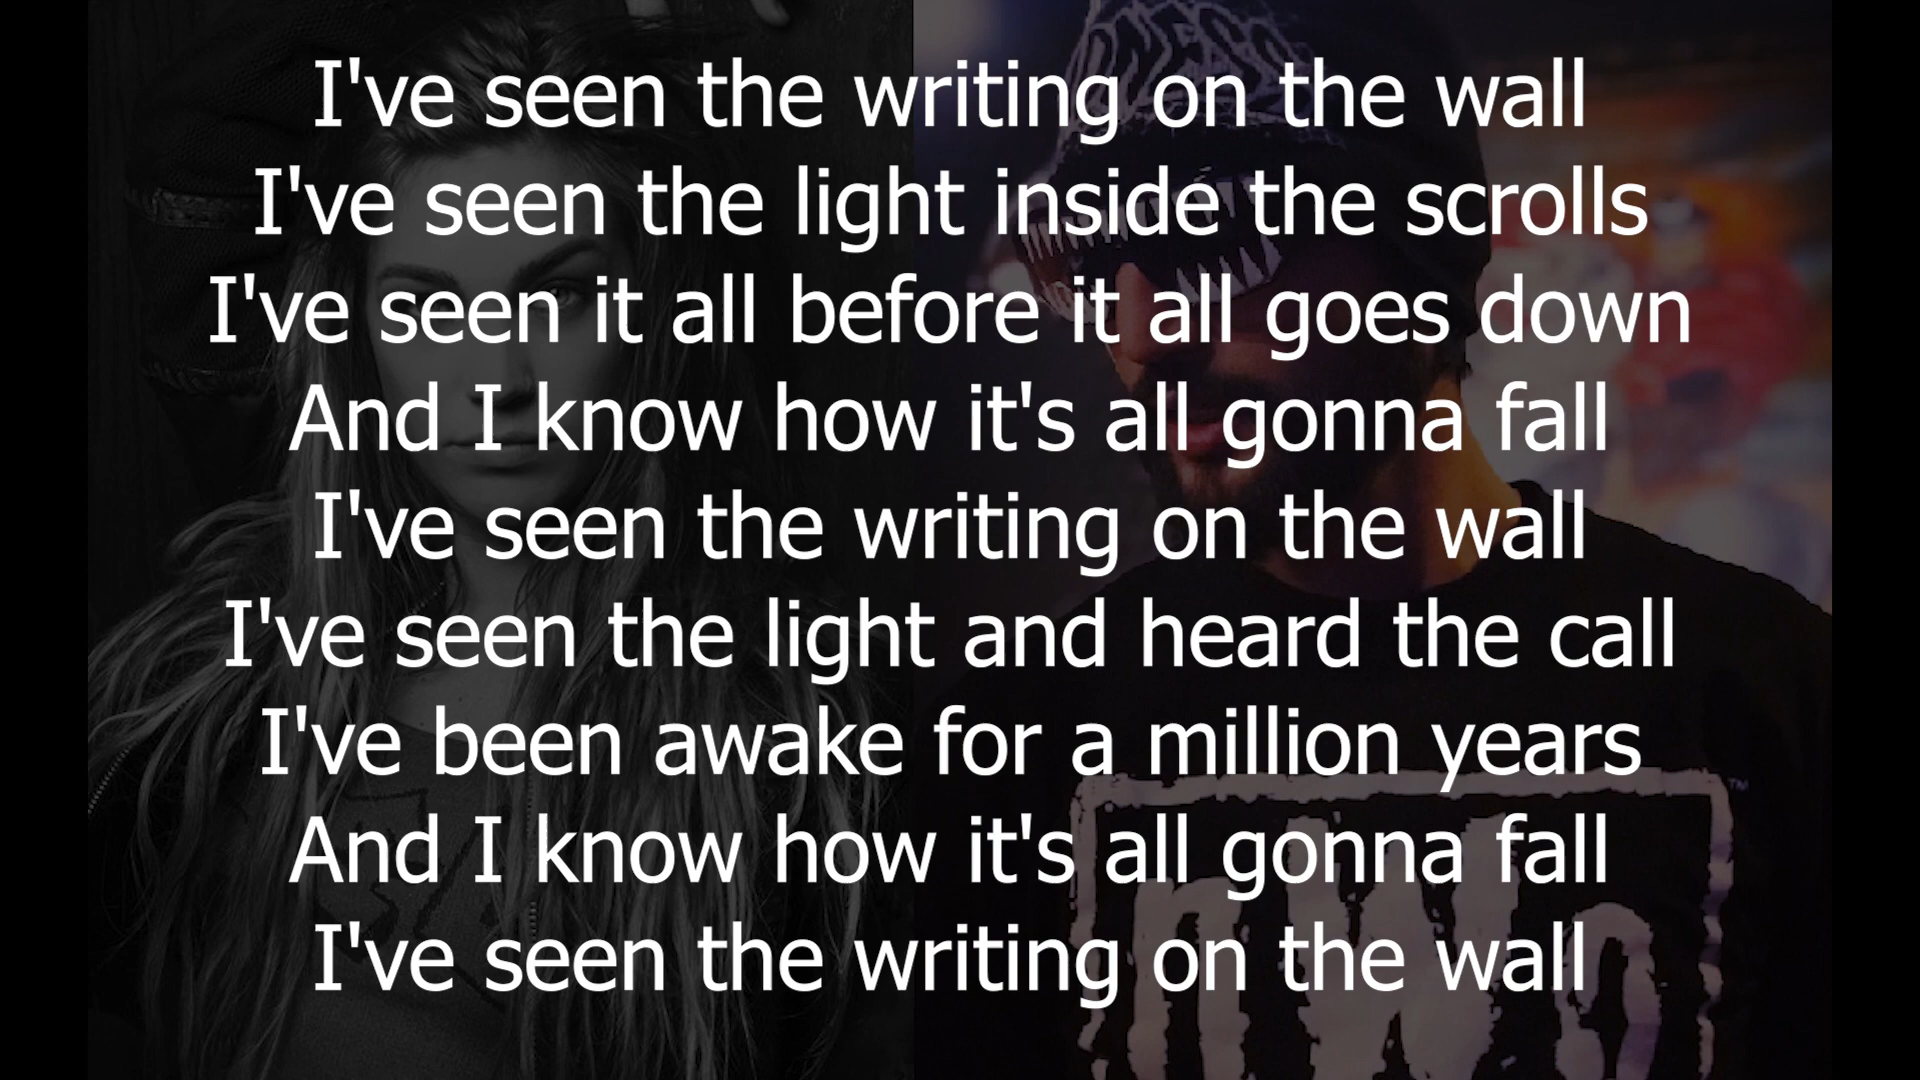 I've seen the writing on the wall
I've seen the light inside the scrolls
I've seen it all before it all goes down
And I know how it's all gonna fall
I've seen the writing on the wall
I've seen the light and heard the call
I've been awake for a million years
And I know how it's all gonna fall
I've seen the writing on the wall
™
nWo